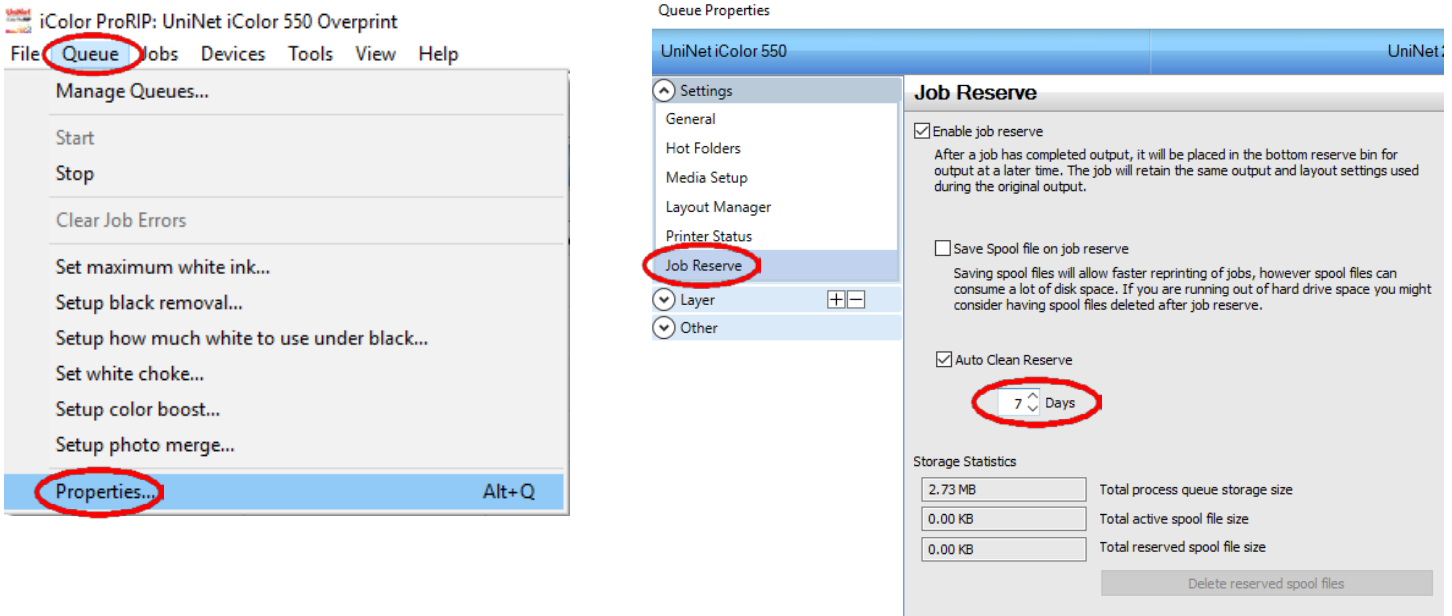 iColor ProRIP: UniNet iColor 550 Overprint
File Queue Jobs Devices Tools View Help
Manage Queues...
Start
Stop
Clear Job Errors
Set maximum white ink...
Setup black removal...
Setup how much white to use under black...
Set white choke...
Setup color boost...
Setup photo merge...
Properties... Alt+Q
Queue Properties
UniNet iColor 550 UniNet
Settings
General
Hot Folders
Media Setup
Layout Manager
Printer Status
Job Reserve
Layer
Other
Job Reserve
Enable job reserve
After a job has completed output, it will be placed in the bottom reserve bin for
output at a later time. The job will retain the same output and layout settings used
during the original output.
Save Spool file on job reserve
Saving spool files will allow faster reprinting of jobs, however spool files can
consume a lot of disk space. If you are running out of hard drive space you might
consider having spool files deleted after job reserve.
Auto Clean Reserve
7 Days
Storage Statistics
2.73 MB Total process queue storage size
0.00 KB Total active spool file size
0.00 KB Total reserved spool file size
Delete reserved spool files